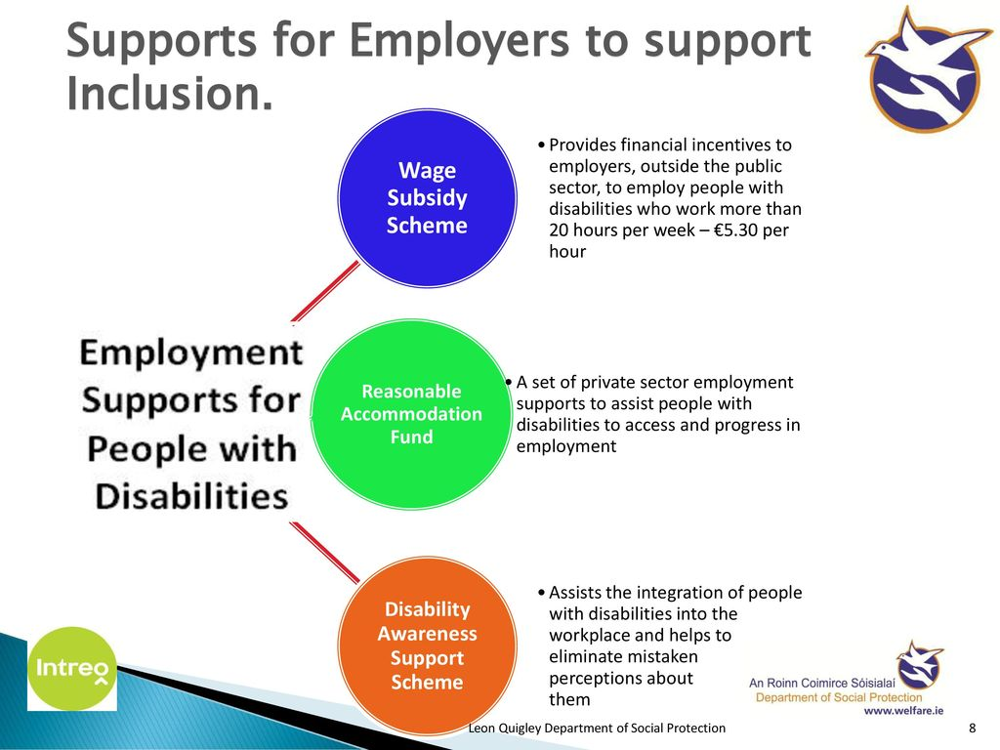 Supports for Employers to support
Inclusion.
Wage
Subsidy
Scheme
• Provides financial incentives to
employers, outside the public
sector, to employ people with
disabilities who work more than
20 hours per week – €5.30 per
hour
Employment
Supports for
People with
Disabilities
Reasonable
Accommodation
Fund
• A set of private sector employment
supports to assist people with
disabilities to access and progress in
employment
Disability
Awareness
Support
Scheme
• Assists the integration of people
with disabilities into the
workplace and helps to
eliminate mistaken
perceptions about
them
Intreo
An Roinn Coimirce Sóisialaí
Department of Social Protection
www.welfare.ie
Leon Quigley Department of Social Protection
8